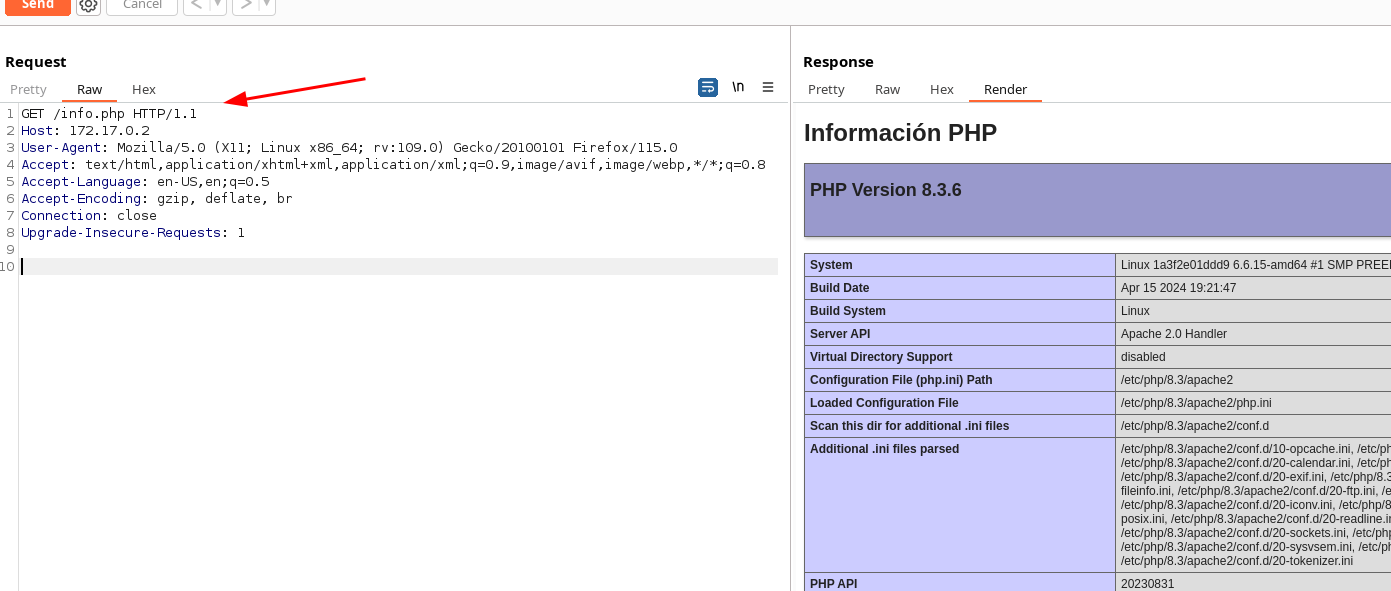 Send
Cancel
< ▼
> ▼
Request
Pretty
Raw
Hex
\n
1 GET /info.php HTTP/1.1
2 Host: 172.17.0.2
3 User-Agent: Mozilla/5.0 (X11; Linux x86_64; rv:109.0) Gecko/20100101 Firefox/115.0
4 Accept: text/html,application/xhtml+xml,application/xml;q=0.9,image/avif,image/webp,*/*;q=0.8
5 Accept-Language: en-US,en;q=0.5
6 Accept-Encoding: gzip, deflate, br
7 Connection: close
8 Upgrade-Insecure-Requests: 1
9
10
Response
Pretty
Raw
Hex
Render
Información PHP
PHP Version 8.3.6
System Linux 1a3f2e01ddd9 6.6.15-amd64 #1 SMP PREE
Build Date Apr 15 2024 19:21:47
Build System Linux
Server API Apache 2.0 Handler
Virtual Directory Support disabled
Configuration File (php.ini) Path /etc/php/8.3/apache2
Loaded Configuration File /etc/php/8.3/apache2/php.ini
Scan this dir for additional .ini files /etc/php/8.3/apache2/conf.d
Additional .ini files parsed /etc/php/8.3/apache2/conf.d/10-opcache.ini, /etc/ph
/etc/php/8.3/apache2/conf.d/20-calendar.ini, /etc/ph
/etc/php/8.3/apache2/conf.d/20-exif.ini, /etc/php/8.3
fileinfo.ini, /etc/php/8.3/apache2/conf.d/20-ftp.ini, /e
/etc/php/8.3/apache2/conf.d/20-iconv.ini, /etc/php/8
posix.ini, /etc/php/8.3/apache2/conf.d/20-readline.i
/etc/php/8.3/apache2/conf.d/20-sockets.ini, /etc/ph
/etc/php/8.3/apache2/conf.d/20-sysvsem.ini, /etc/ph
/etc/php/8.3/apache2/conf.d/20-tokenizer.ini
PHP API 20230831